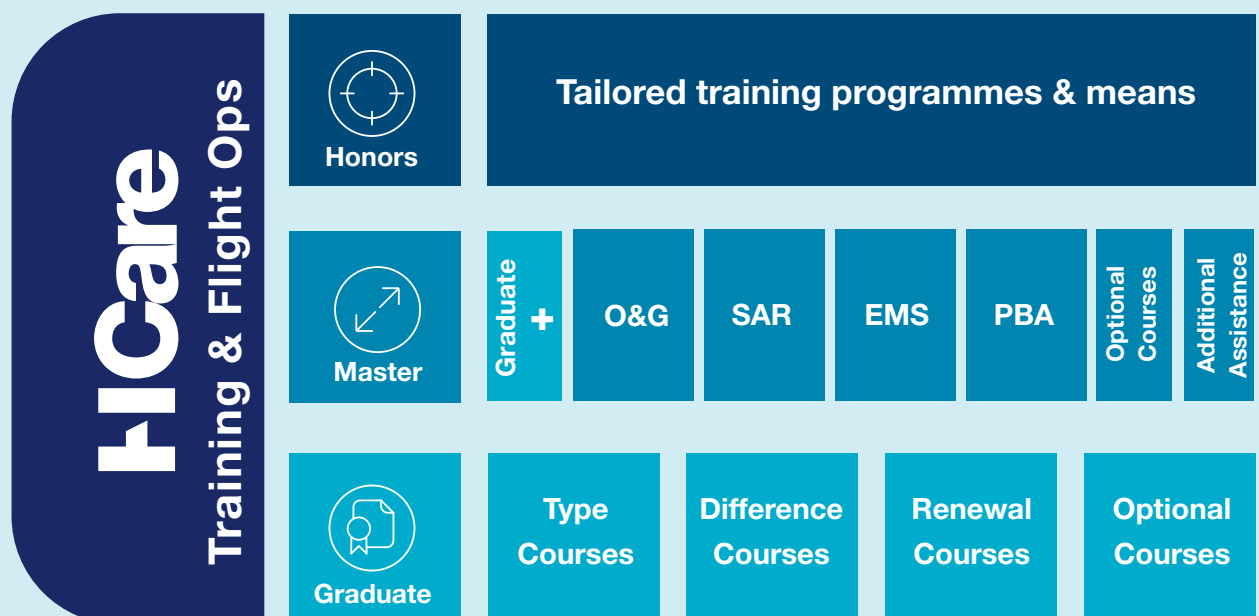 HCare
Training & Flight Ops
Honors
Tailored training programmes & means
Master
Graduate
+
O&G
SAR
EMS
PBA
Optional
Courses
Additional
Assistance
Graduate
Type
Courses
Difference
Courses
Renewal
Courses
Optional
Courses